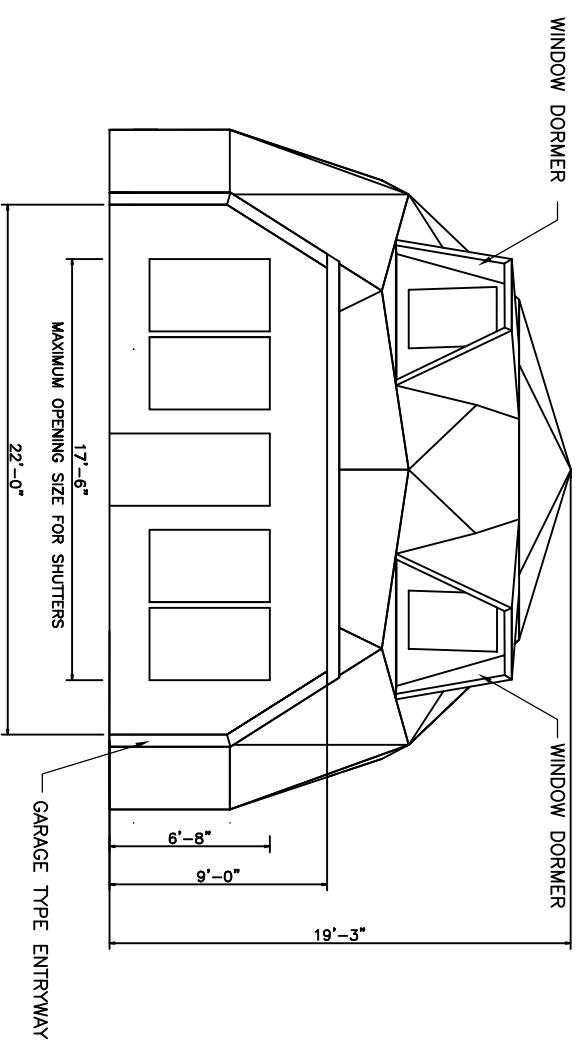 WINDOW DORMER
WINDOW DORMER
17'-6"
MAXIMUM OPENING SIZE FOR SHUTTERS
22'-0"
6'-8"
9'-0"
19'-3"
GARAGE TYPE ENTRYWAY